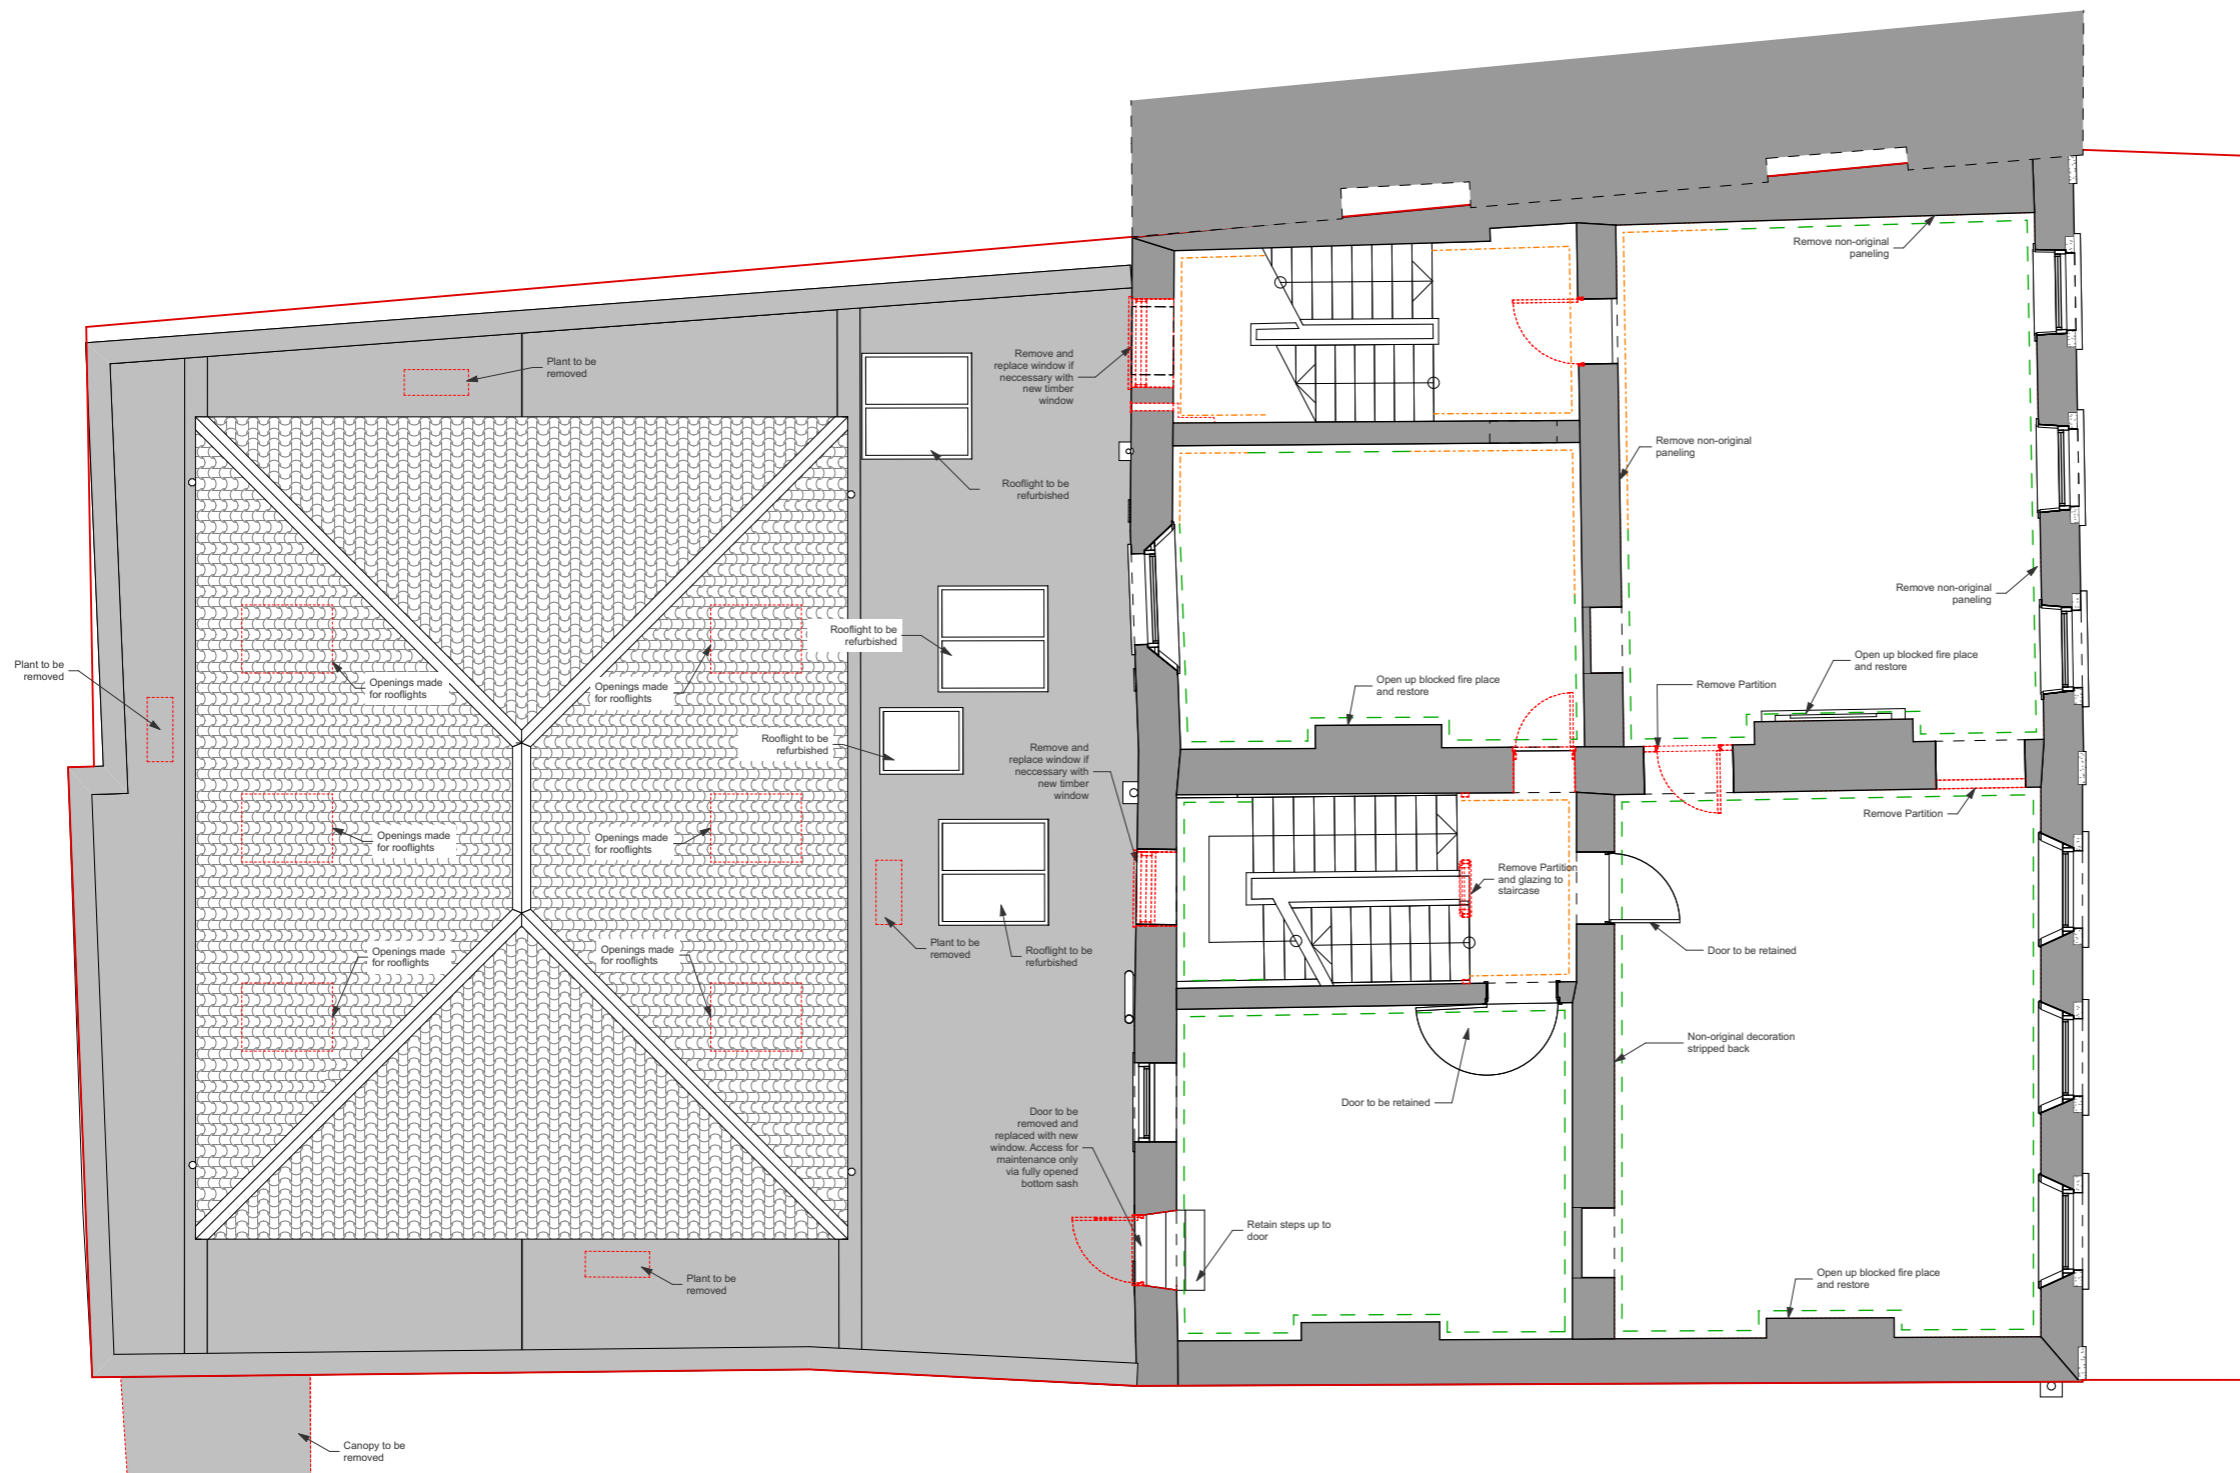 Remove non-original
paneling
Plant to be
removed
Remove and
replace window if
neccessary with
new timber
window
Remove non-original
paneling
Rooflight to be
refurbished
Remove non-original
paneling
Rooflight to be
refurbished
Plant to be
removed
Openings made
for rooflights
Openings made
for rooflights
Open up blocked fire place
and restore
Open up blocked fire place
and restore
Remove Partition
Rooflight to be
refurbished
Remove and
replace window if
neccessary with
new timber
window
Remove Partition
Openings made
for rooflights
Openings made
for rooflights
Remove Partition
and glazing to
staircase
Openings made
for rooflights
Openings made
for rooflights
Plant to be
removed
Rooflight to be
refurbished
Door to be retained
Non-original decoration
stripped back
Door to be retained
Door to be
removed and
replaced with new
window. Access for
maintenance only
via fully opened
bottom sash
Retain steps up to
door
Plant to be
removed
Open up blocked fire place
and restore
Canopy to be
removed